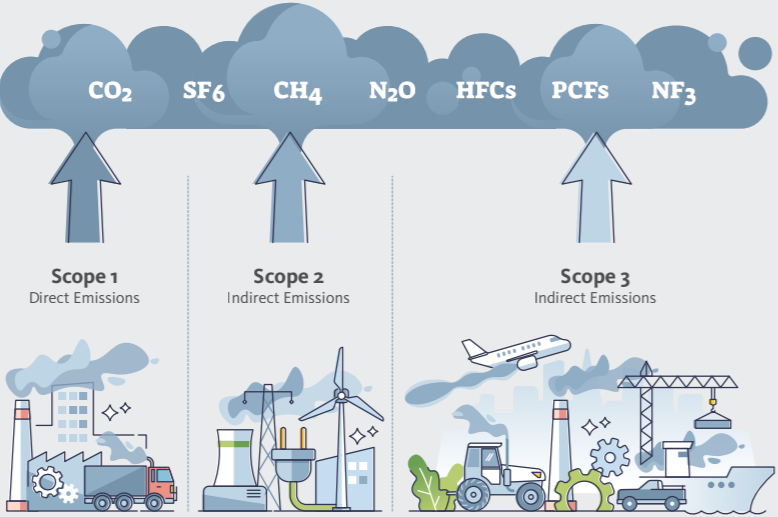 CO2 SF6 CH4 N2O HFCs PCFs NF3
Scope 1
Direct Emissions
Scope 2
Indirect Emissions
Scope 3
Indirect Emissions